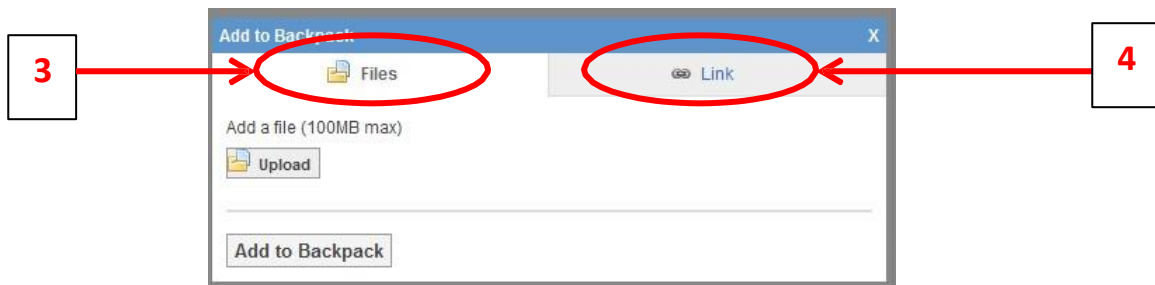 Add to Backpack X
3 Files Link 4
Add a file (100MB max)
Upload
Add to Backpack